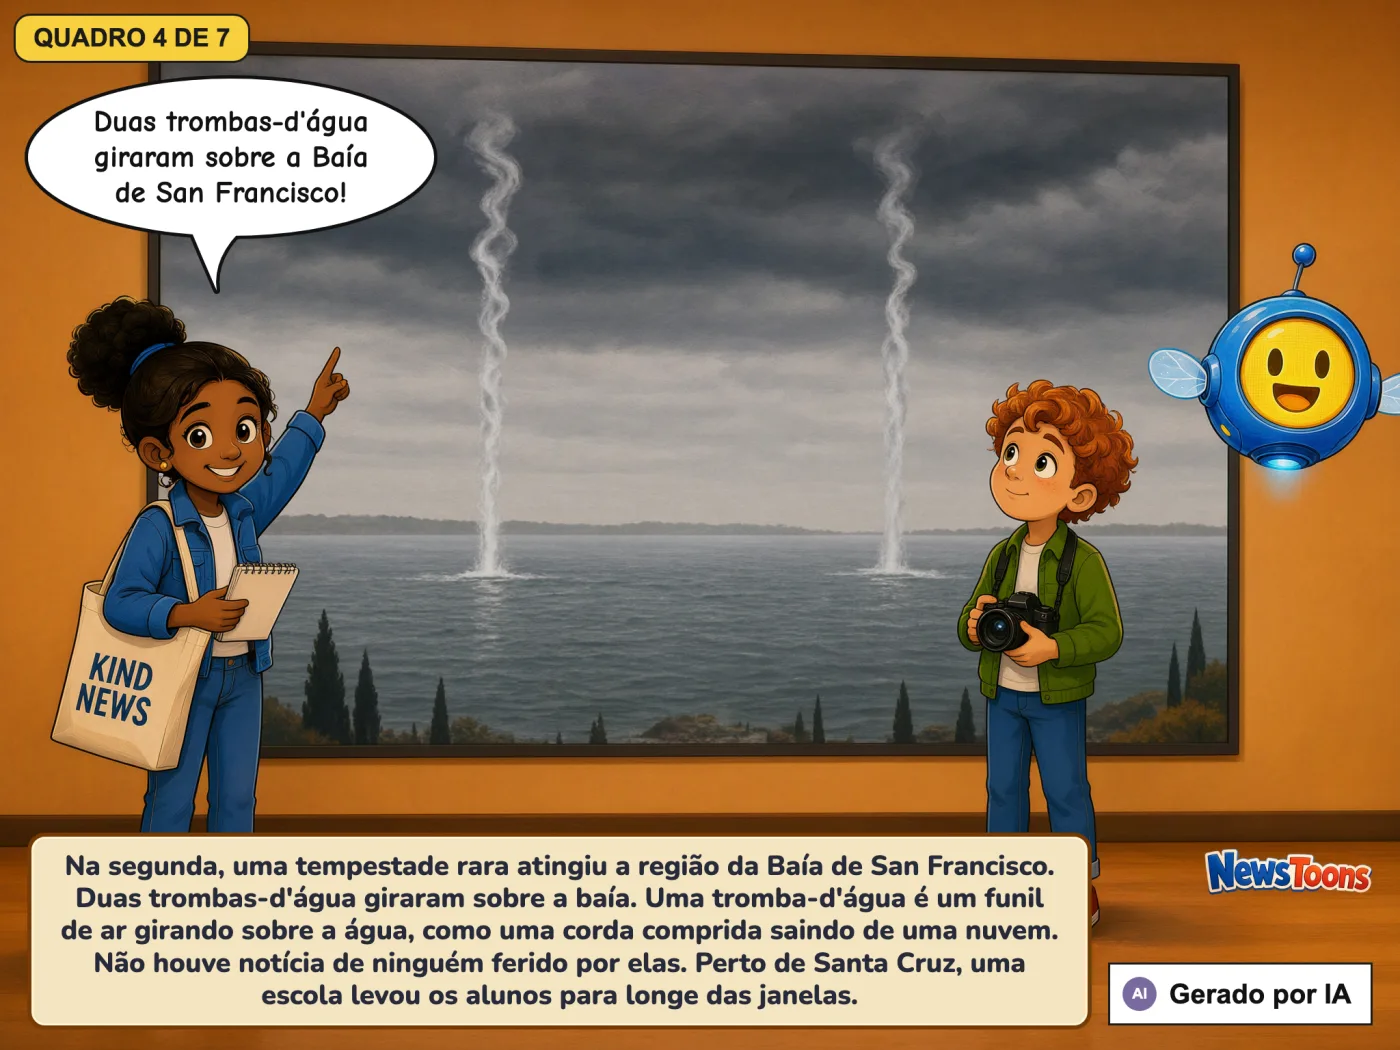 QUADRO 4 DE 7
Duas trombas-d'água
giraram sobre a Baía
de San Francisco!
KIND
NEWS
Na segunda, uma tempestade rara atingiu a região da Baía de San Francisco.
Duas trombas-d'água giraram sobre a baía. Uma tromba-d'água é um funil
de ar girando sobre a água, como uma corda comprida saindo de uma nuvem.
Não houve notícia de ninguém ferido por elas. Perto de Santa Cruz, uma
escola levou os alunos para longe das janelas.
NewsToons
AI Gerado por IA